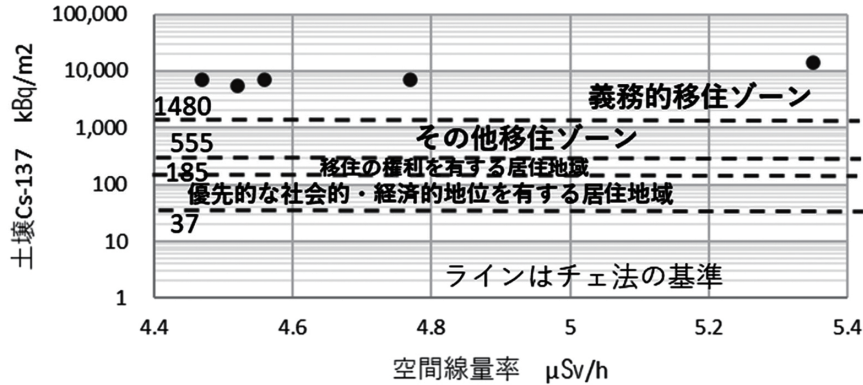 100,000
10,000
1480
1,000
555
185
100
37
10
1
義務的移住ゾーン
その他移住ゾーン
移住の権利を有する居住地域
優先的な社会的・経済的地位を有する居住地域
ラインはチェ法の基準
4.4 4.6 4.8 5 5.2 5.4
空間線量率 μSv/h
土壌Cs-137 kBq/m2